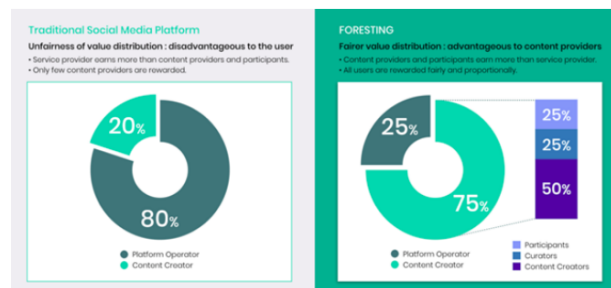 Traditional Social Media Platform
Unfairness of value distribution : disadvantageous to the user
• Service provider earns more than content providers and participants.
• Only few content providers are rewarded.
20%
80%
Platform Operator
Content Creator
FORESTING
Fairer value distribution : advantageous to content providers
• Content providers and participants earn more than service provider.
• All users are rewarded fairly and proportionally.
25%
75%
25%
25%
50%
Platform Operator
Content Creator
Participants
Curators
Content Creators